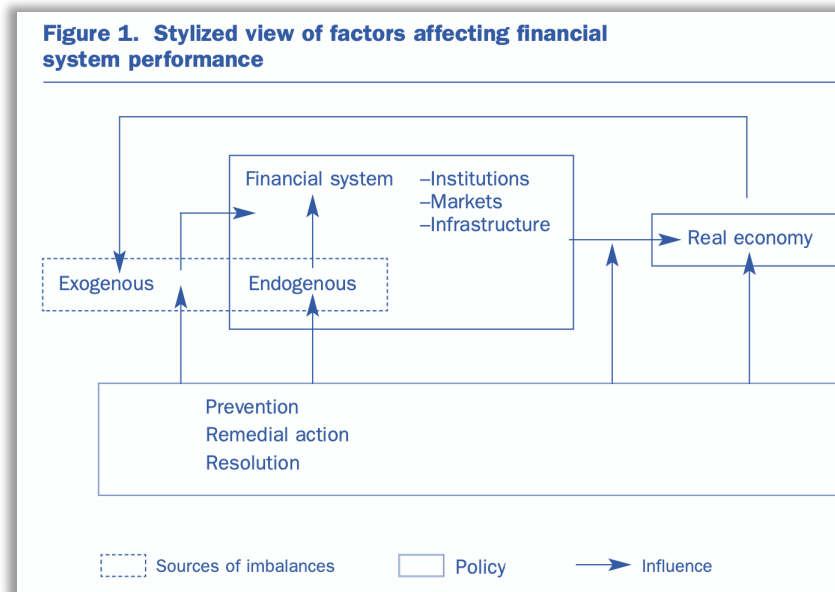 Figure 1. Stylized view of factors affecting financial
system performance
Financial system
–Institutions
–Markets
–Infrastructure
Real economy
Exogenous
Endogenous
Prevention
Remedial action
Resolution
Sources of imbalances
Policy
Influence